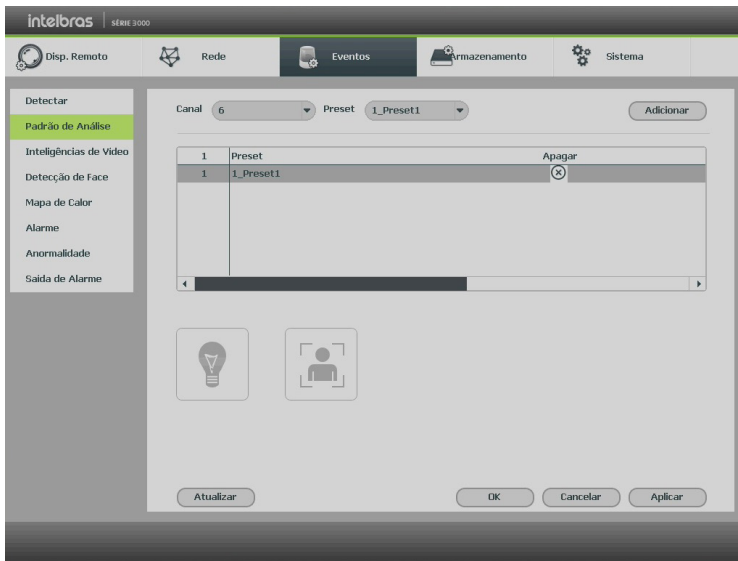 intelbras SÉRIE 3000
Disp. Remoto Rede Eventos Armazenamento Sistema
Detectar
Padrão de Análise
Inteligências de Vídeo
Detecção de Face
Mapa de Calor
Alarme
Anormalidade
Saida de Alarme
Canal 6 Preset 1_Preset1 Adicionar
1 Preset Apagar
1 1_Preset1
Atualizar OK Cancelar Aplicar